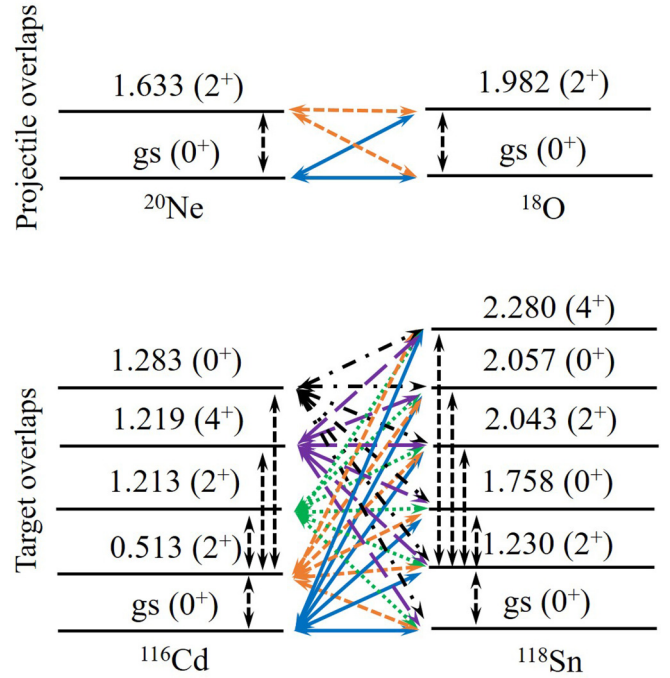 Projectile overlaps
1.633 (2⁺)
1.982 (2⁺)
gs (0⁺)
gs (0⁺)
²⁰Ne
¹⁸O
Target overlaps
2.280 (4⁺)
1.283 (0⁺)
2.057 (0⁺)
1.219 (4⁺)
2.043 (2⁺)
1.213 (2⁺)
1.758 (0⁺)
0.513 (2⁺)
1.230 (2⁺)
gs (0⁺)
gs (0⁺)
¹¹⁶Cd
¹¹⁸Sn